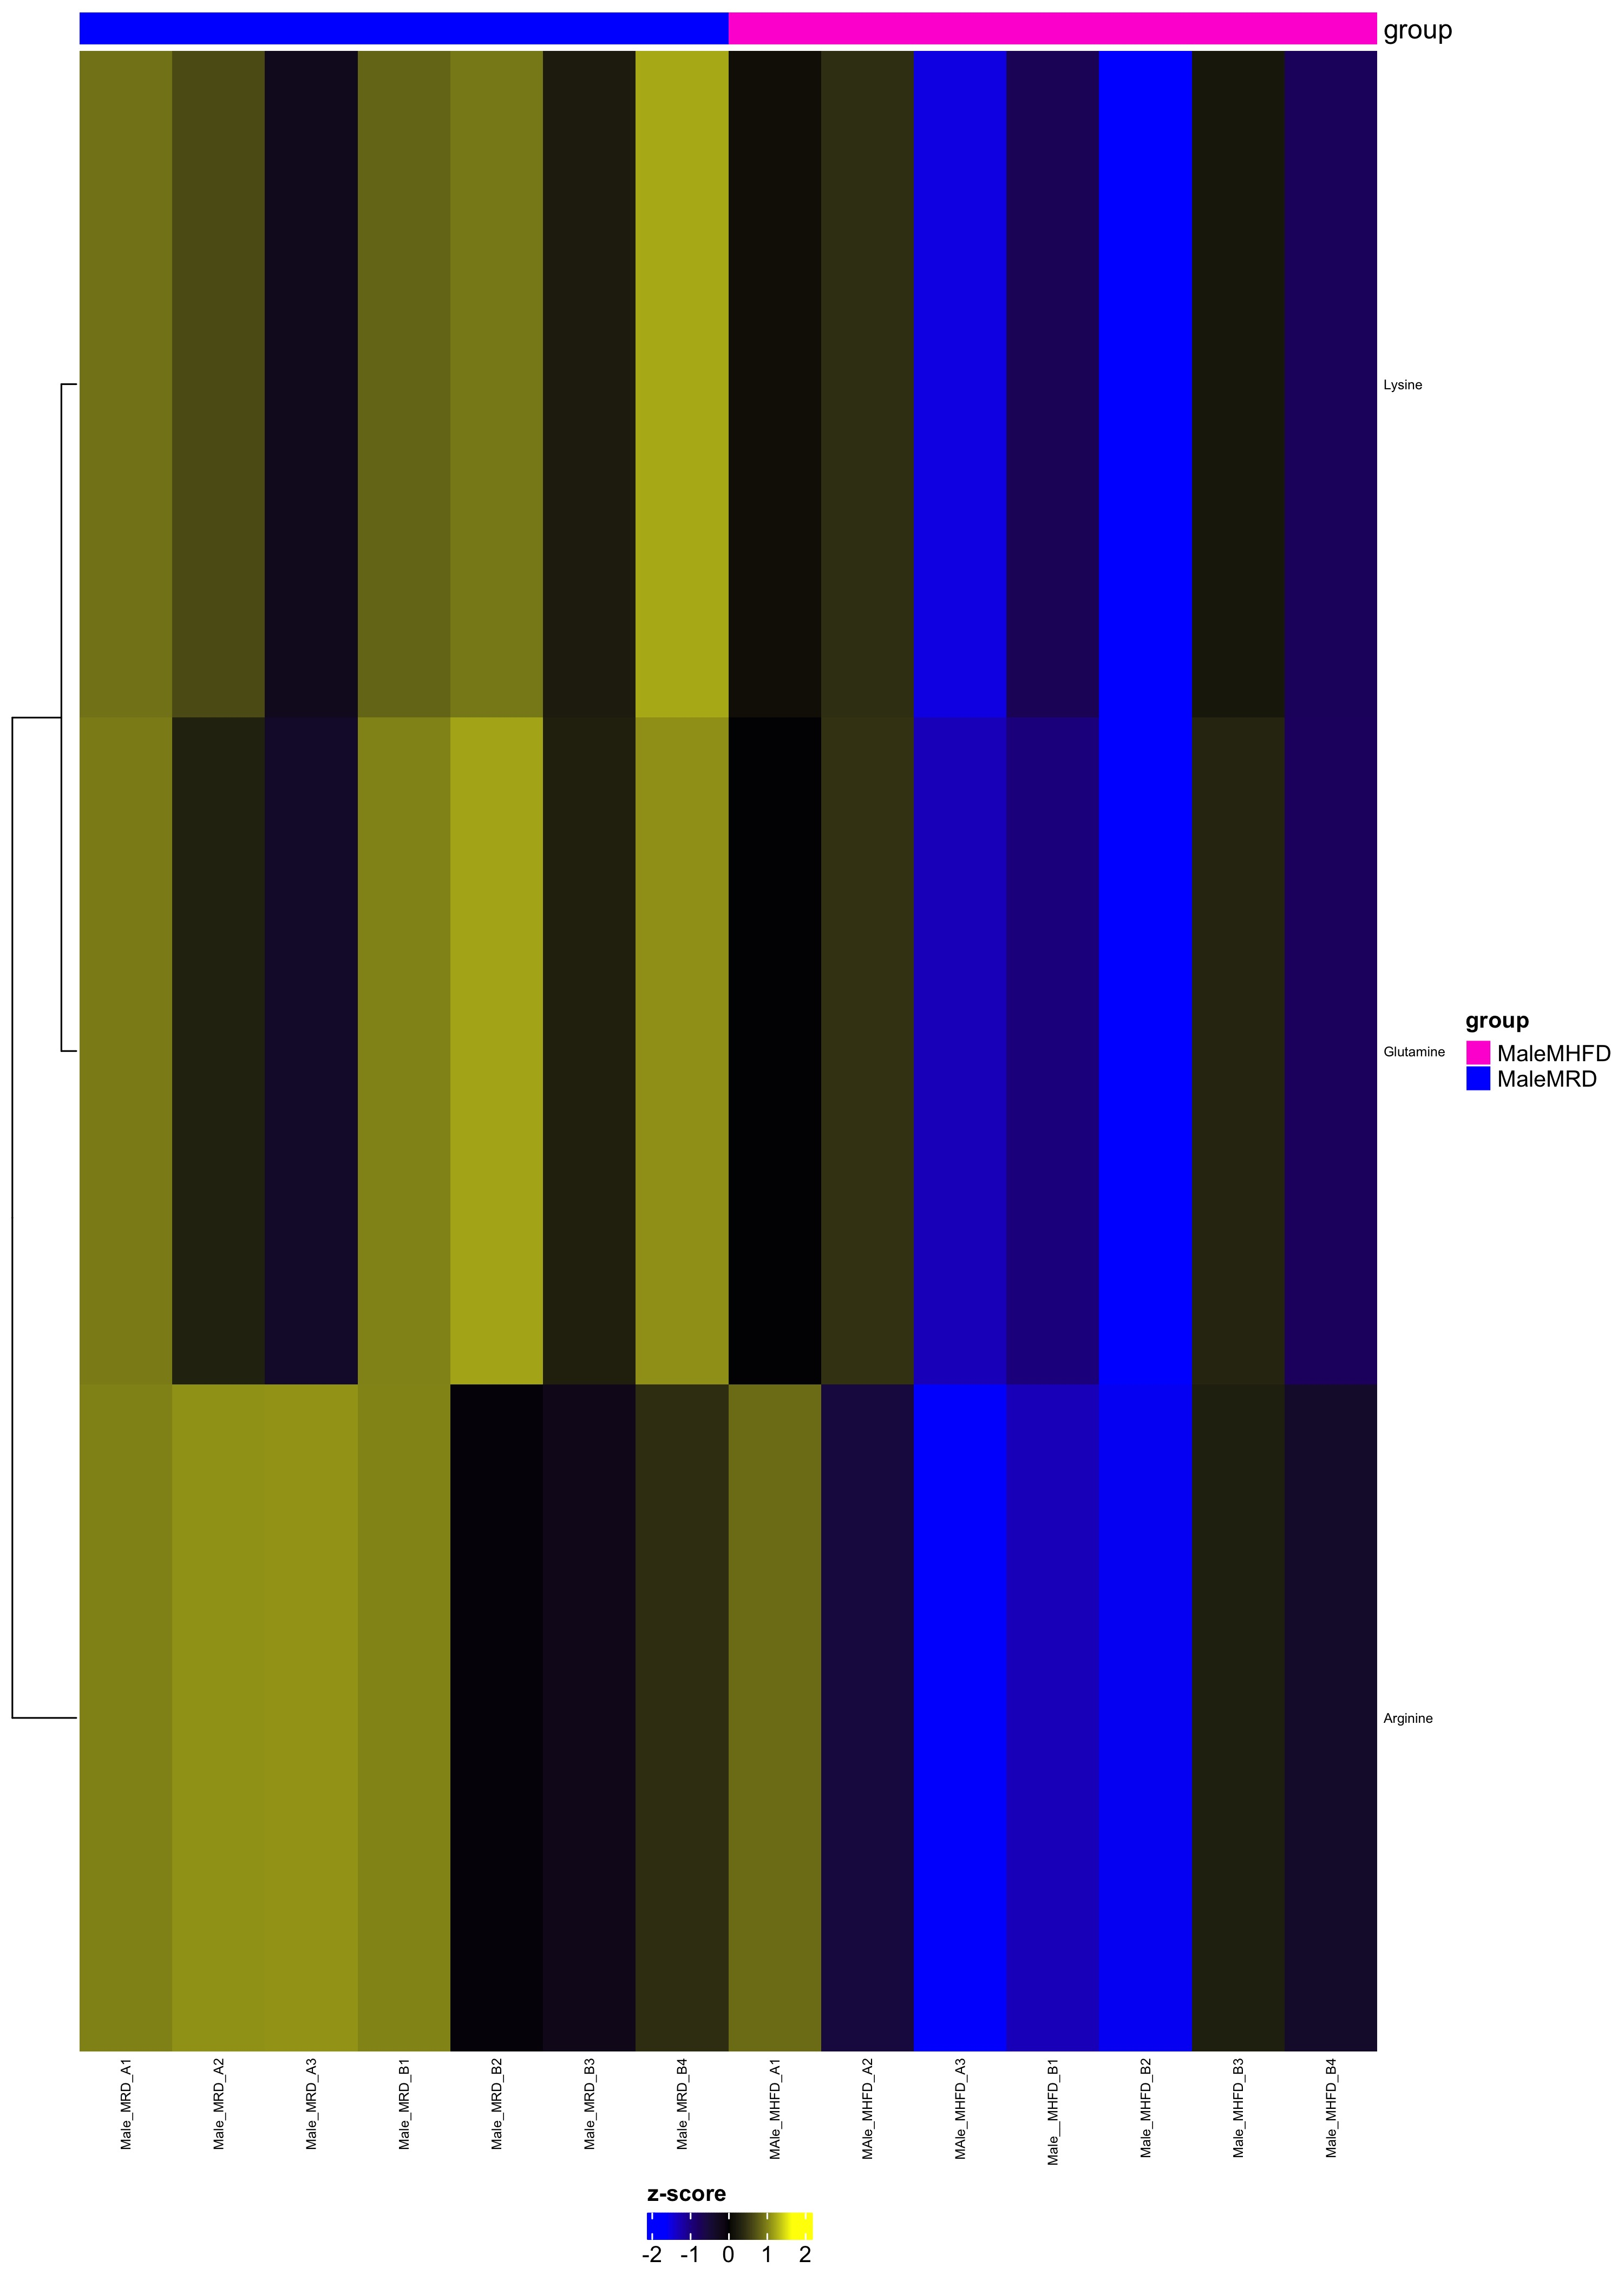 group
Lysine
Glutamine
group
MaleMHFD
MaleMRD
Arginine
Male_MRD_A1
Male_MRD_A2
Male_MRD_A3
Male_MRD_B1
Male_MRD_B2
Male_MRD_B3
Male_MRD_B4
MAle_MHFD_A1
MAle_MHFD_A2
MAle_MHFD_A3
Male__MHFD_B1
Male_MHFD_B2
Male_MHFD_B3
Male_MHFD_B4
z-score
-2 -1 0 1 2